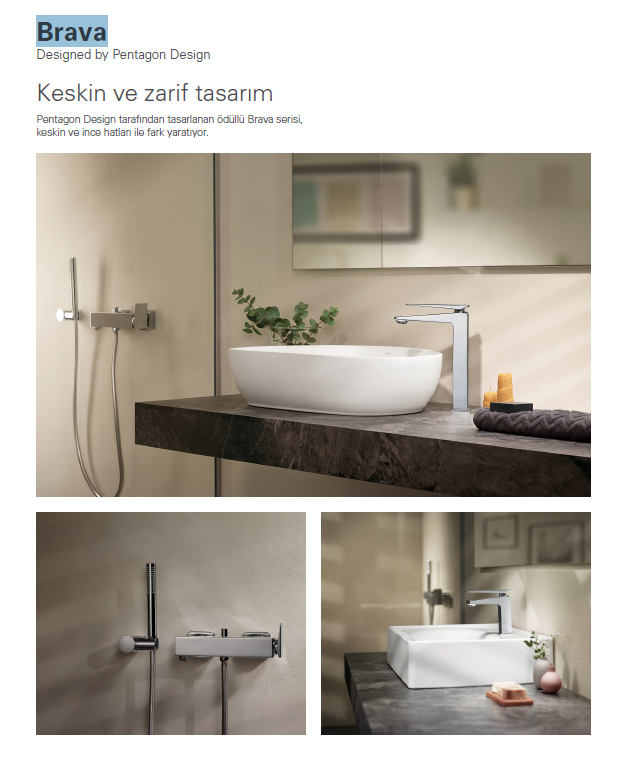 Brava
Designed by Pentagon Design
Keskin ve zarif tasarım
Pentagon Design tarafından tasarlanan ödüllü Brava serisi,
keskin ve ince hatları ile fark yaratıyor.